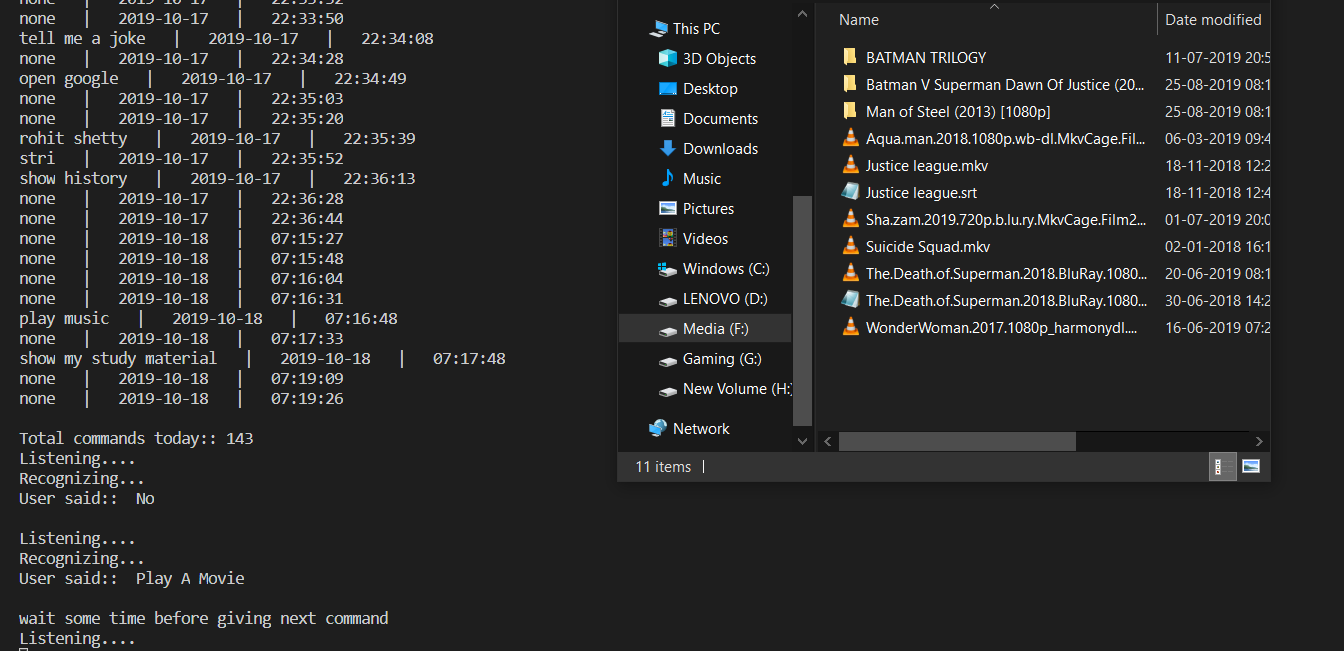 none   |   2019-10-17   |   22:33:50
tell me a joke   |   2019-10-17   |   22:34:08
none   |   2019-10-17   |   22:34:28
open google   |   2019-10-17   |   22:34:49
none   |   2019-10-17   |   22:35:03
none   |   2019-10-17   |   22:35:20
rohit shetty   |   2019-10-17   |   22:35:39
stri   |   2019-10-17   |   22:35:52
show history   |   2019-10-17   |   22:36:13
none   |   2019-10-17   |   22:36:28
none   |   2019-10-17   |   22:36:44
none   |   2019-10-18   |   07:15:27
none   |   2019-10-18   |   07:15:48
none   |   2019-10-18   |   07:16:04
none   |   2019-10-18   |   07:16:31
play music   |   2019-10-18   |   07:16:48
none   |   2019-10-18   |   07:17:33
show my study material   |   2019-10-18   |   07:17:48
none   |   2019-10-18   |   07:19:09
none   |   2019-10-18   |   07:19:26
Total commands today:: 143
Listening....
Recognizing...
User said::  No
Listening....
Recognizing...
User said::  Play A Movie
wait some time before giving next command
Listening....
This PC
3D Objects
Desktop
Documents
Downloads
Music
Pictures
Videos
Windows (C:)
LENOVO (D:)
Media (F:)
Gaming (G:)
New Volume (H:
Network
Name Date modified
BATMAN TRILOGY 11-07-2019 20:5
Batman V Superman Dawn Of Justice (20... 25-08-2019 08:1
Man of Steel (2013) [1080p] 25-08-2019 08:1
Aqua.man.2018.1080p.wb-dl.MkvCage.Fil... 06-03-2019 09:4
Justice league.mkv 18-11-2018 12:2
Justice league.srt 18-11-2018 12:4
Sha.zam.2019.720p.b.lu.ry.MkvCage.Film2... 01-07-2019 20:0
Suicide Squad.mkv 02-01-2018 16:1
The.Death.of.Superman.2018.BluRay.1080... 20-06-2019 08:1
The.Death.of.Superman.2018.BluRay.1080... 30-06-2018 14:2
WonderWoman.2017.1080p_harmonydl.... 16-06-2019 07:2
11 items